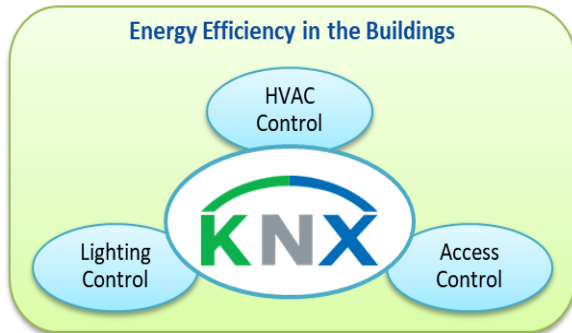 Energy Efficiency in the Buildings
HVAC
Control
KNX
Lighting
Control
Access
Control